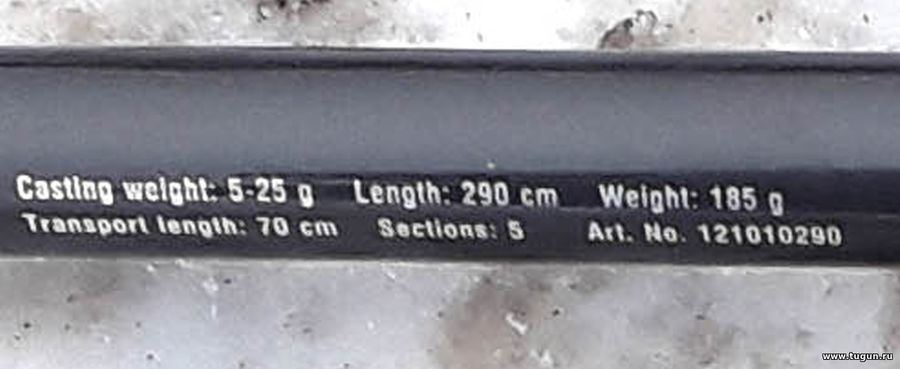 Casting weight: 5-25 g Length: 290 cm Weight: 185 g
Transport length: 70 cm Sections: 5 Art. No. 121010290
www.tugun.ru